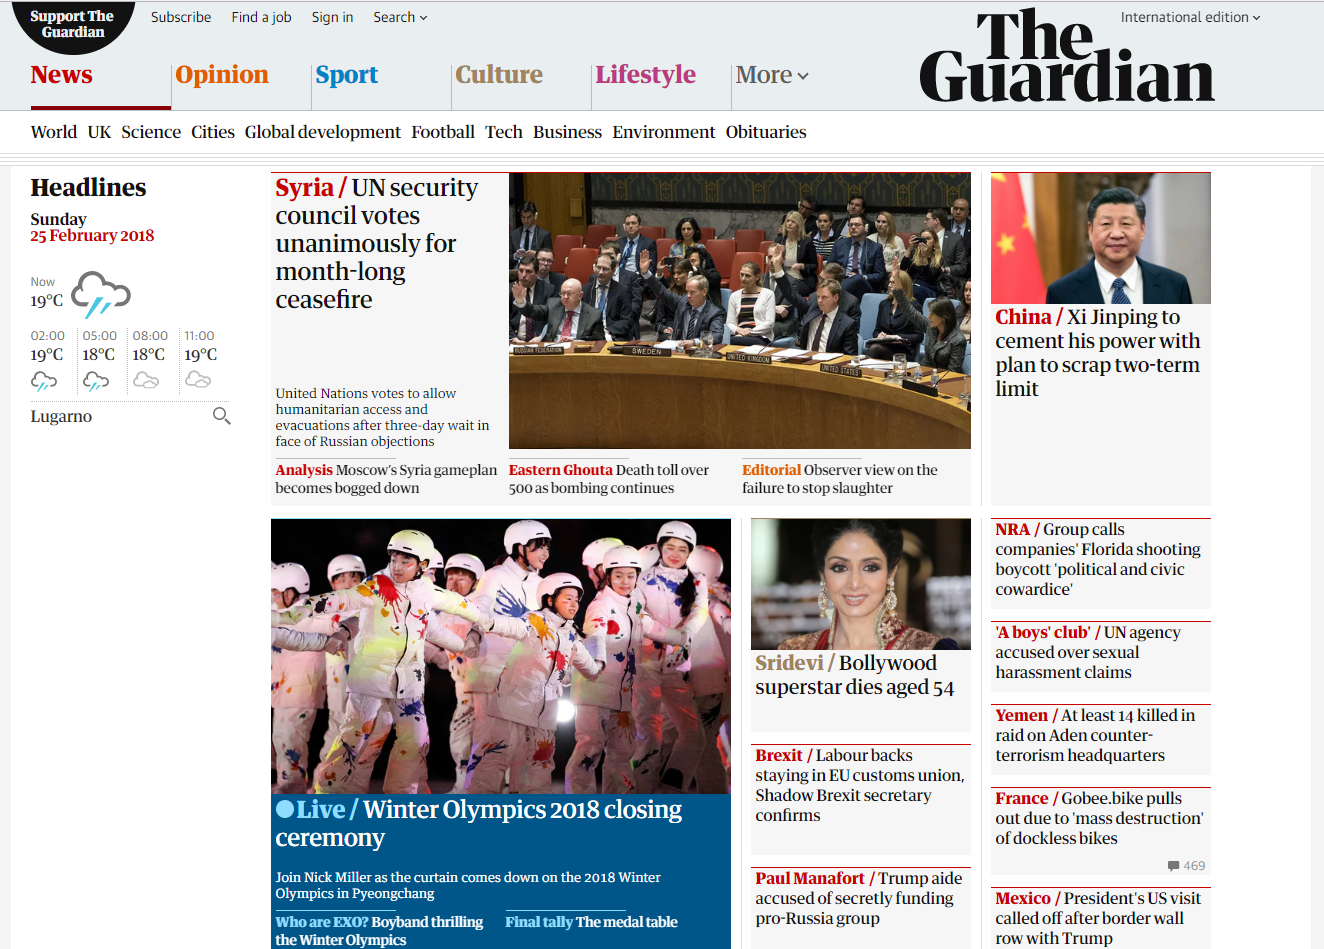 Support The
Guardian
Subscribe Find a job Sign in Search
International edition
The
Guardian
News Opinion Sport Culture Lifestyle More
World UK Science Cities Global development Football Tech Business Environment Obituaries
Headlines
Sunday
25 February 2018
Now
19°C
02:00 05:00 08:00 11:00
19°C 18°C 18°C 19°C
Lugarno
Syria / UN security
council votes
unanimously for
month-long
ceasefire
United Nations votes to allow
humanitarian access and
evacuations after three-day wait in
face of Russian objections
RUSSIAN FEDERATION
SWEDEN
UNITED KINGDOM
UNITED STATES
Analysis Moscow's Syria gameplan
becomes bogged down
Eastern Ghouta Death toll over
500 as bombing continues
Editorial Observer view on the
failure to stop slaughter
China / Xi Jinping to
cement his power with
plan to scrap two-term
limit
Live / Winter Olympics 2018 closing
ceremony
Join Nick Miller as the curtain comes down on the 2018 Winter
Olympics in Pyeongchang
Who are EXO? Boyband thrilling
the Winter Olympics
Final tally The medal table
Sridevi / Bollywood
superstar dies aged 54
Brexit / Labour backs
staying in EU customs union,
Shadow Brexit secretary
confirms
Paul Manafort / Trump aide
accused of secretly funding
pro-Russia group
NRA / Group calls
companies' Florida shooting
boycott 'political and civic
cowardice'
'A boys' club' / UN agency
accused over sexual
harassment claims
Yemen / At least 14 killed in
raid on Aden counter-
terrorism headquarters
France / Gobee.bike pulls
out due to 'mass destruction'
of dockless bikes
469
Mexico / President's US visit
called off after border wall
row with Trump